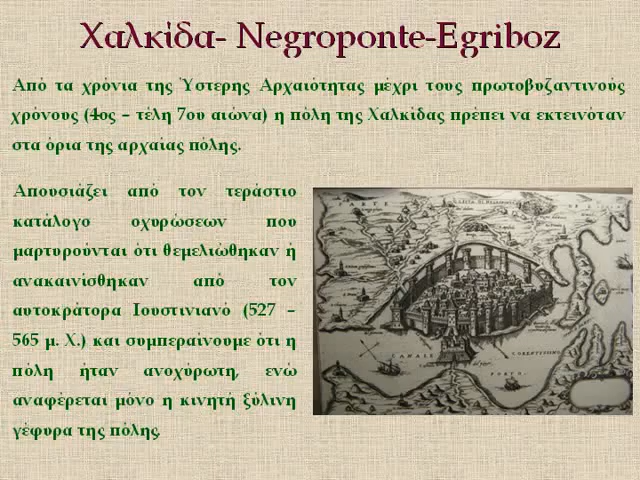 Χαλκίδα- Negroponte-Egriboz
Από τα χρόνια της Ύστερης Αρχαιότητας μέχρι τους πρωτοβυζαντινούς
χρόνους (4ος – τέλη 7ου αιώνα) η πόλη της Χαλκίδας πρέπει να εκτεινόταν
στα όρια της αρχαίας πόλης.
Απουσιάζει από τον τεράστιο
κατάλογο οχυρώσεων που
μαρτυρούνται ότι θεμελιώθηκαν ή
ανακαινίσθηκαν από τον
αυτοκράτορα Ιουστινιανό (527 –
565 μ. Χ.) και συμπεραίνουμε ότι η
πόλη ήταν ανοχύρωτη, ενώ
αναφέρεται μόνο η κινητή ξύλινη
γέφυρα της πόλης.
CANALE
PORTO